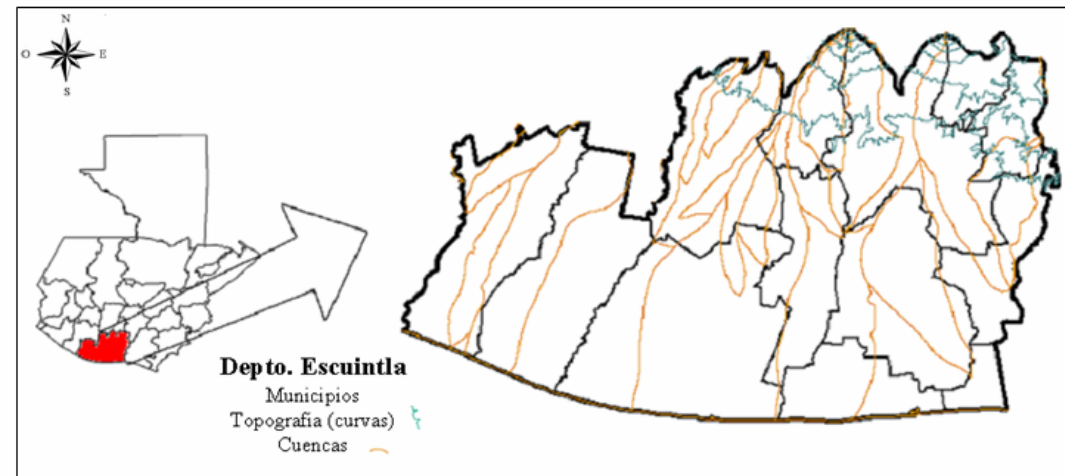 N
O E
S
Depto. Escuintla
Municipios
Topografía (curvas)
Cuencas